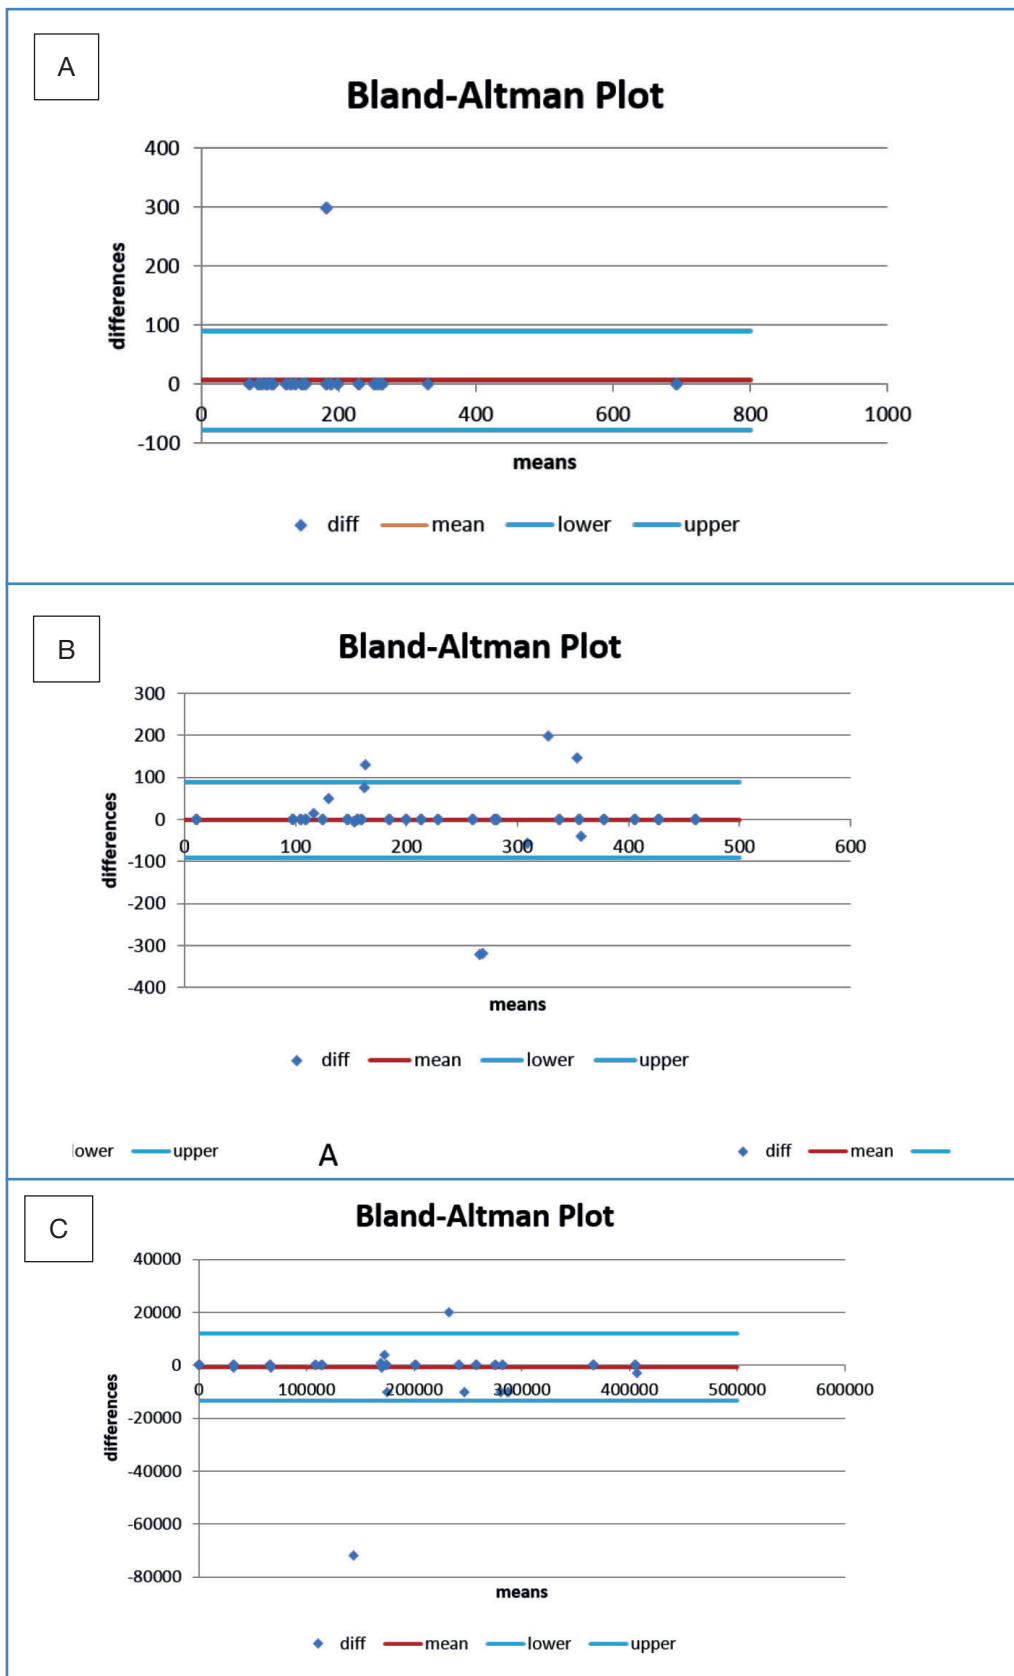 A
Bland-Altman Plot
400
300
200
100
0
-100
differences
0 200 400 600 800 1000
means
diff mean lower upper
B
Bland-Altman Plot
300
200
100
0
-100
-200
-300
-400
differences
0 100 200 300 400 500 600
means
diff mean lower upper
lower upper A diff mean
C
Bland-Altman Plot
40000
20000
0
-20000
-40000
-60000
-80000
differences
0 100000 200000 300000 400000 500000 600000
means
diff mean lower upper